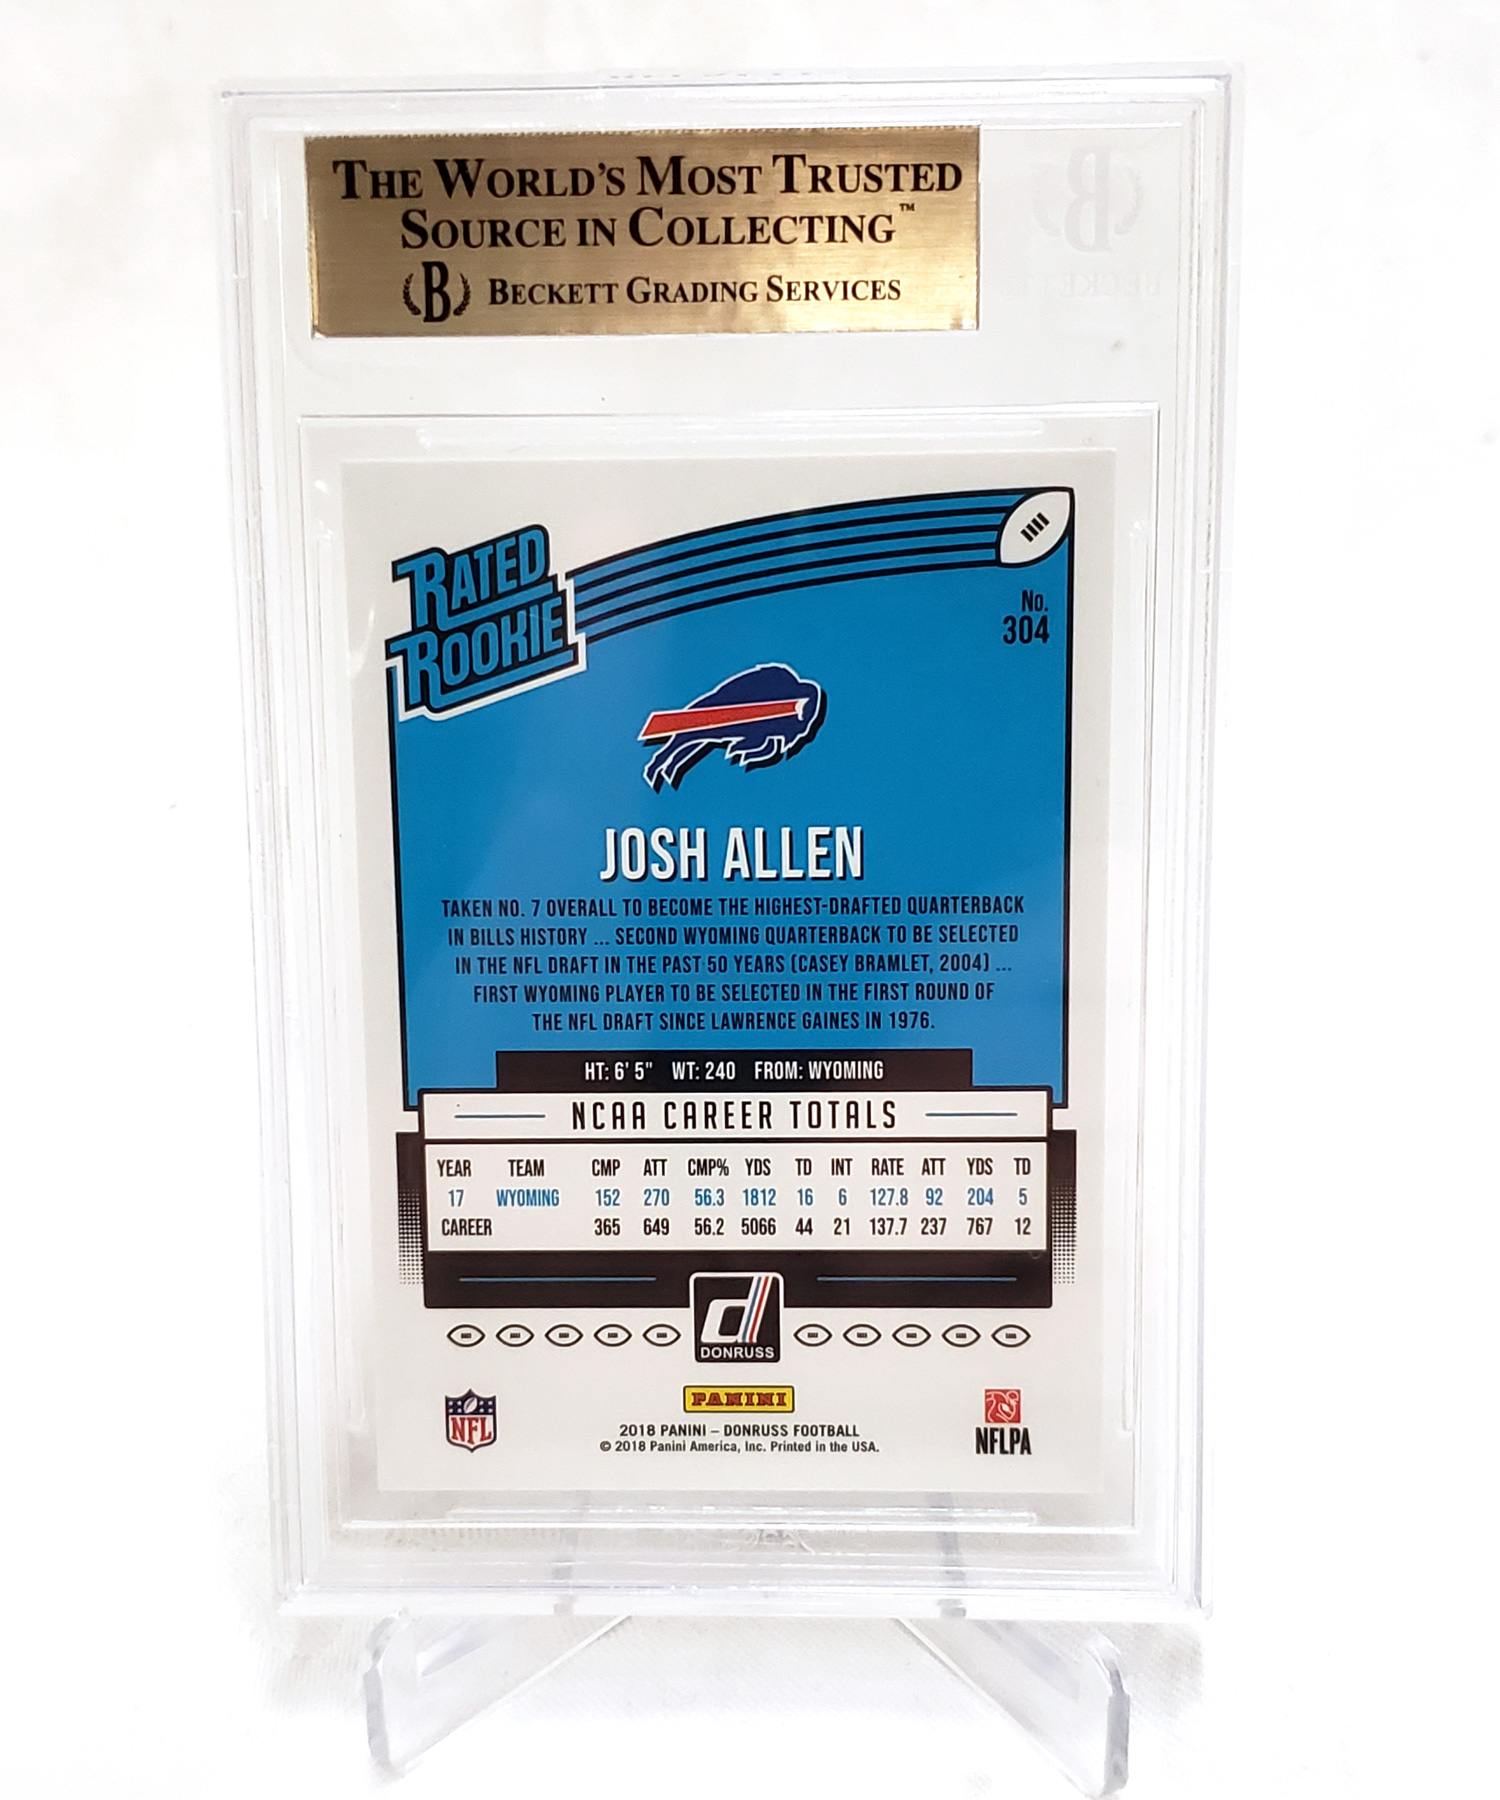 THE WORLD'S MOST TRUSTED
SOURCE IN COLLECTING™
B BECKETT GRADING SERVICES
B
RATED
ROOKIE
No.
304
JOSH ALLEN
TAKEN NO. 7 OVERALL TO BECOME THE HIGHEST-DRAFTED QUARTERBACK
IN BILLS HISTORY ... SECOND WYOMING QUARTERBACK TO BE SELECTED
IN THE NFL DRAFT IN THE PAST 50 YEARS (CASEY BRAMLET, 2004) ...
FIRST WYOMING PLAYER TO BE SELECTED IN THE FIRST ROUND OF
THE NFL DRAFT SINCE LAWRENCE GAINES IN 1976.
HT: 6' 5" WT: 240 FROM: WYOMING
NCAA CAREER TOTALS
YEAR TEAM CMP ATT CMP% YDS TD INT RATE ATT YDS TD
17 WYOMING 152 270 56.3 1812 16 6 127.8 92 204 5
CAREER 365 649 56.2 5066 44 21 137.7 237 767 12
d
DONRUSS
NFL
PANINI
2018 PANINI – DONRUSS FOOTBALL
© 2018 Panini America, Inc. Printed in the USA.
NFLPA